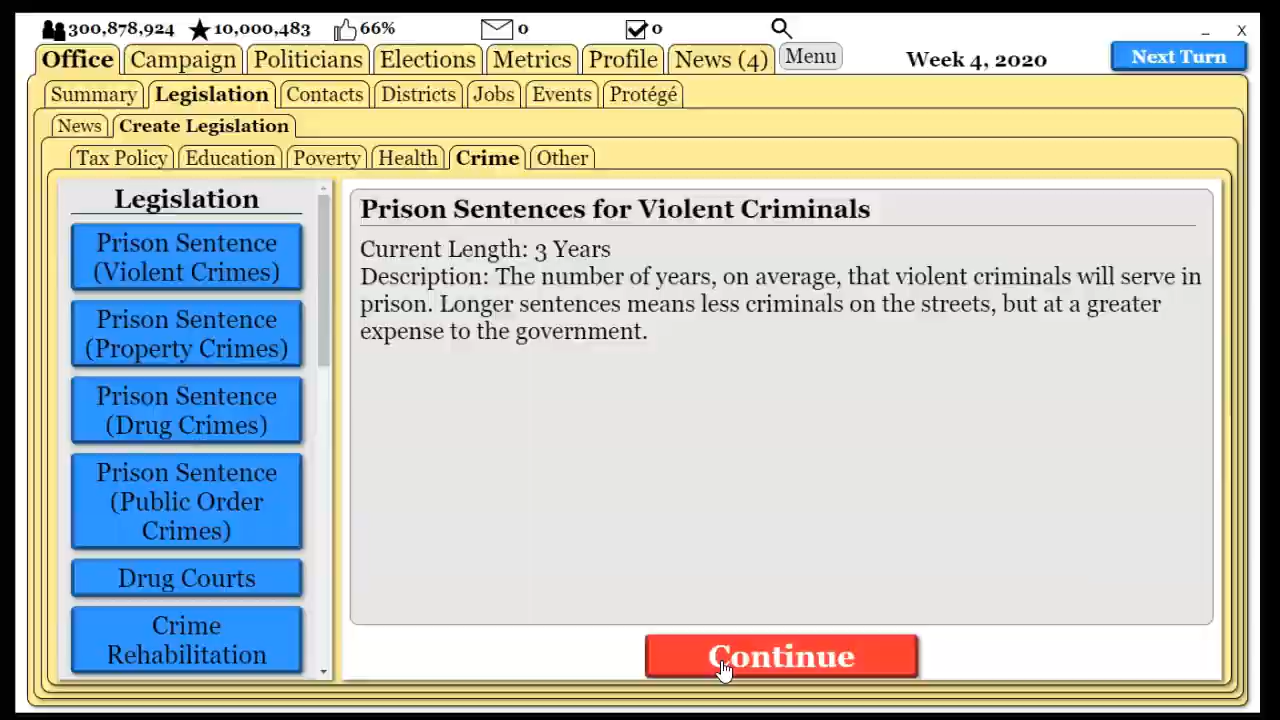 300,878,924 10,000,483 66% 0 0
_ X
Office Campaign Politicians Elections Metrics Profile News (4) Menu Week 4, 2020 Next Turn
Summary Legislation Contacts Districts Jobs Events Protégé
News Create Legislation
Tax Policy Education Poverty Health Crime Other
Legislation
Prison Sentence
(Violent Crimes)
Prison Sentence
(Property Crimes)
Prison Sentence
(Drug Crimes)
Prison Sentence
(Public Order
Crimes)
Drug Courts
Crime
Rehabilitation
Prison Sentences for Violent Criminals
Current Length: 3 Years
Description: The number of years, on average, that violent criminals will serve in
prison. Longer sentences means less criminals on the streets, but at a greater
expense to the government.
Continue